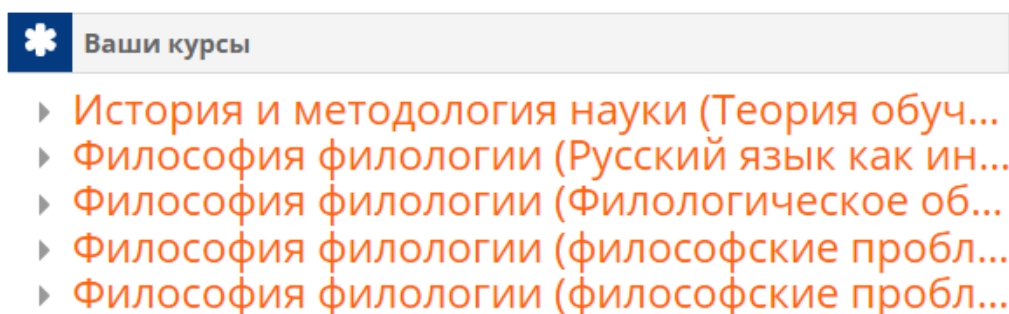 Ваши курсы
История и методология науки (Теория обуч...
Философия филологии (Русский язык как ин...
Философия филологии (Филологическое об...
Философия филологии (философские пробл...
Философия филологии (философские пробл...